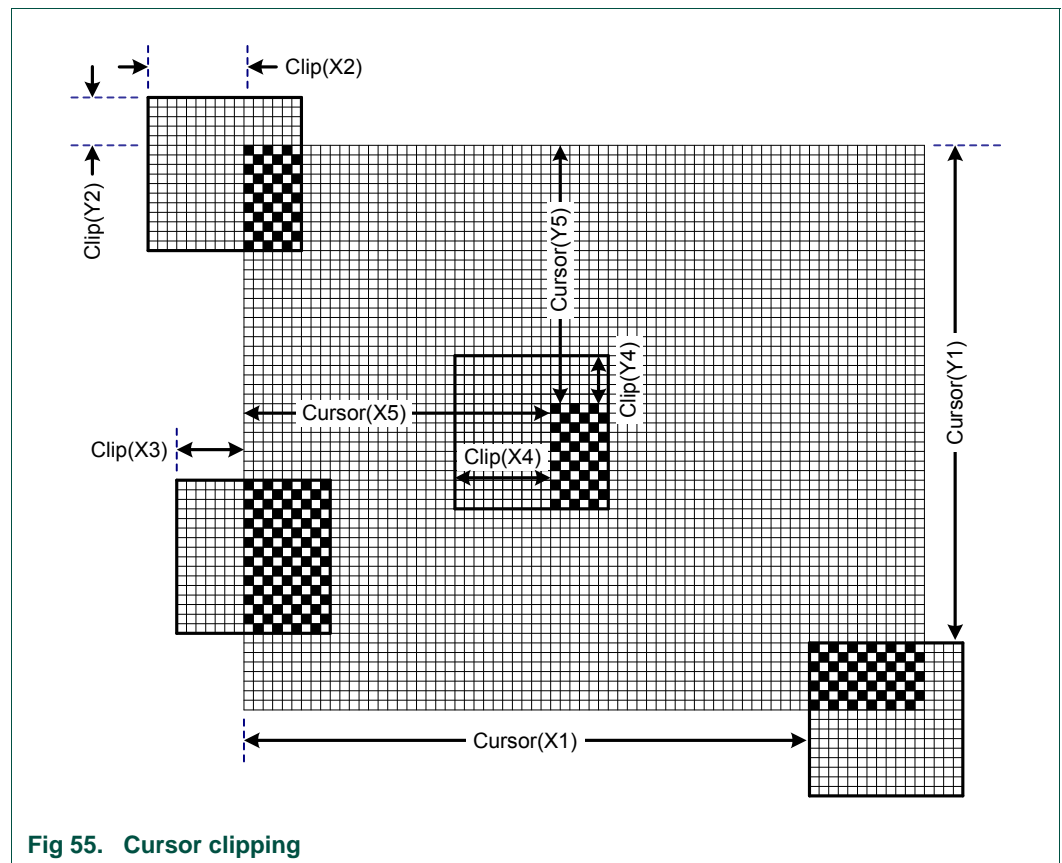 Clip(X2)
Clip(Y2)
Cursor(Y5)
Clip(Y4)
Cursor(Y1)
Cursor(X5)
Clip(X3)
Clip(X4)
Cursor(X1)
Fig 55. Cursor clipping